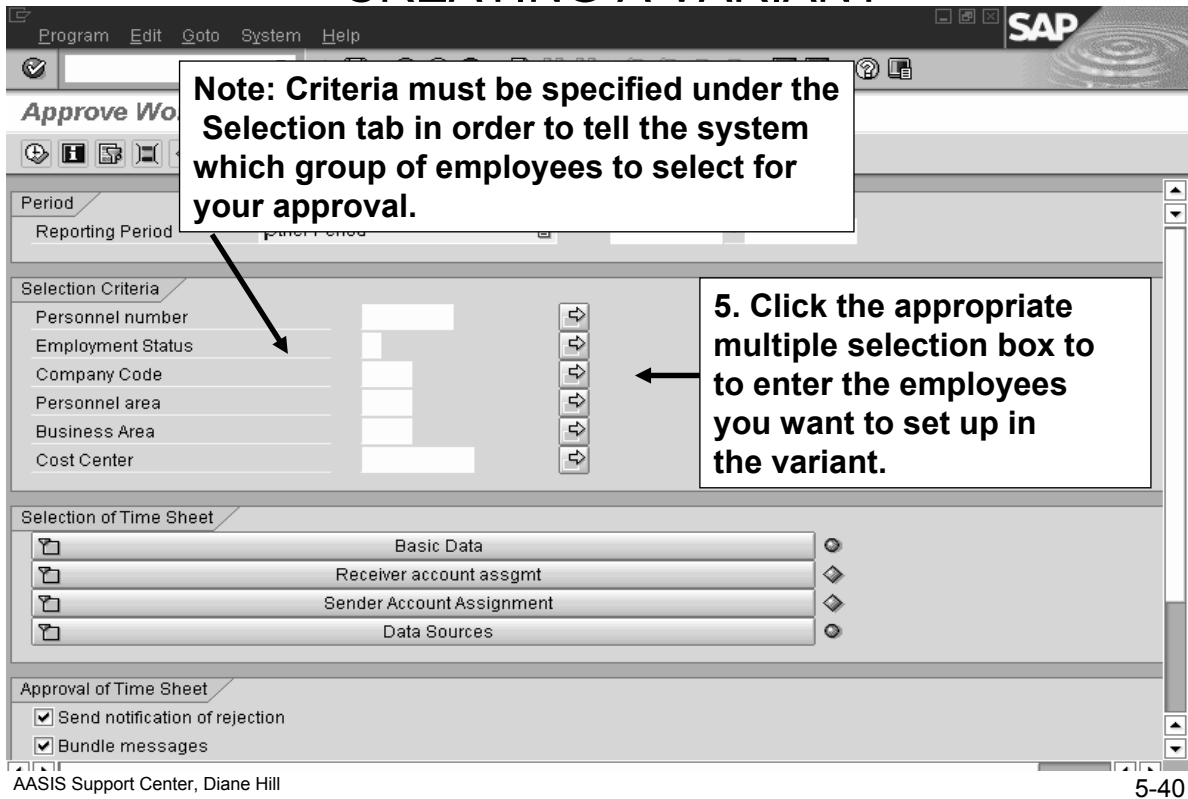 CREATING A VARIANT
Program Edit Goto System Help
SAP
Note: Criteria must be specified under the
Selection tab in order to tell the system
which group of employees to select for
your approval.
Approve
Period
Reporting Period
Selection Criteria
Personnel number
Employment Status
Company Code
Personnel area
Business Area
Cost Center
5. Click the appropriate
multiple selection box to
to enter the employees
you want to set up in
the variant.
Selection of Time Sheet
Basic Data
Receiver account assgmt
Sender Account Assignment
Data Sources
Approval of Time Sheet
Send notification of rejection
Bundle messages
AASIS Support Center, Diane Hill
5-40